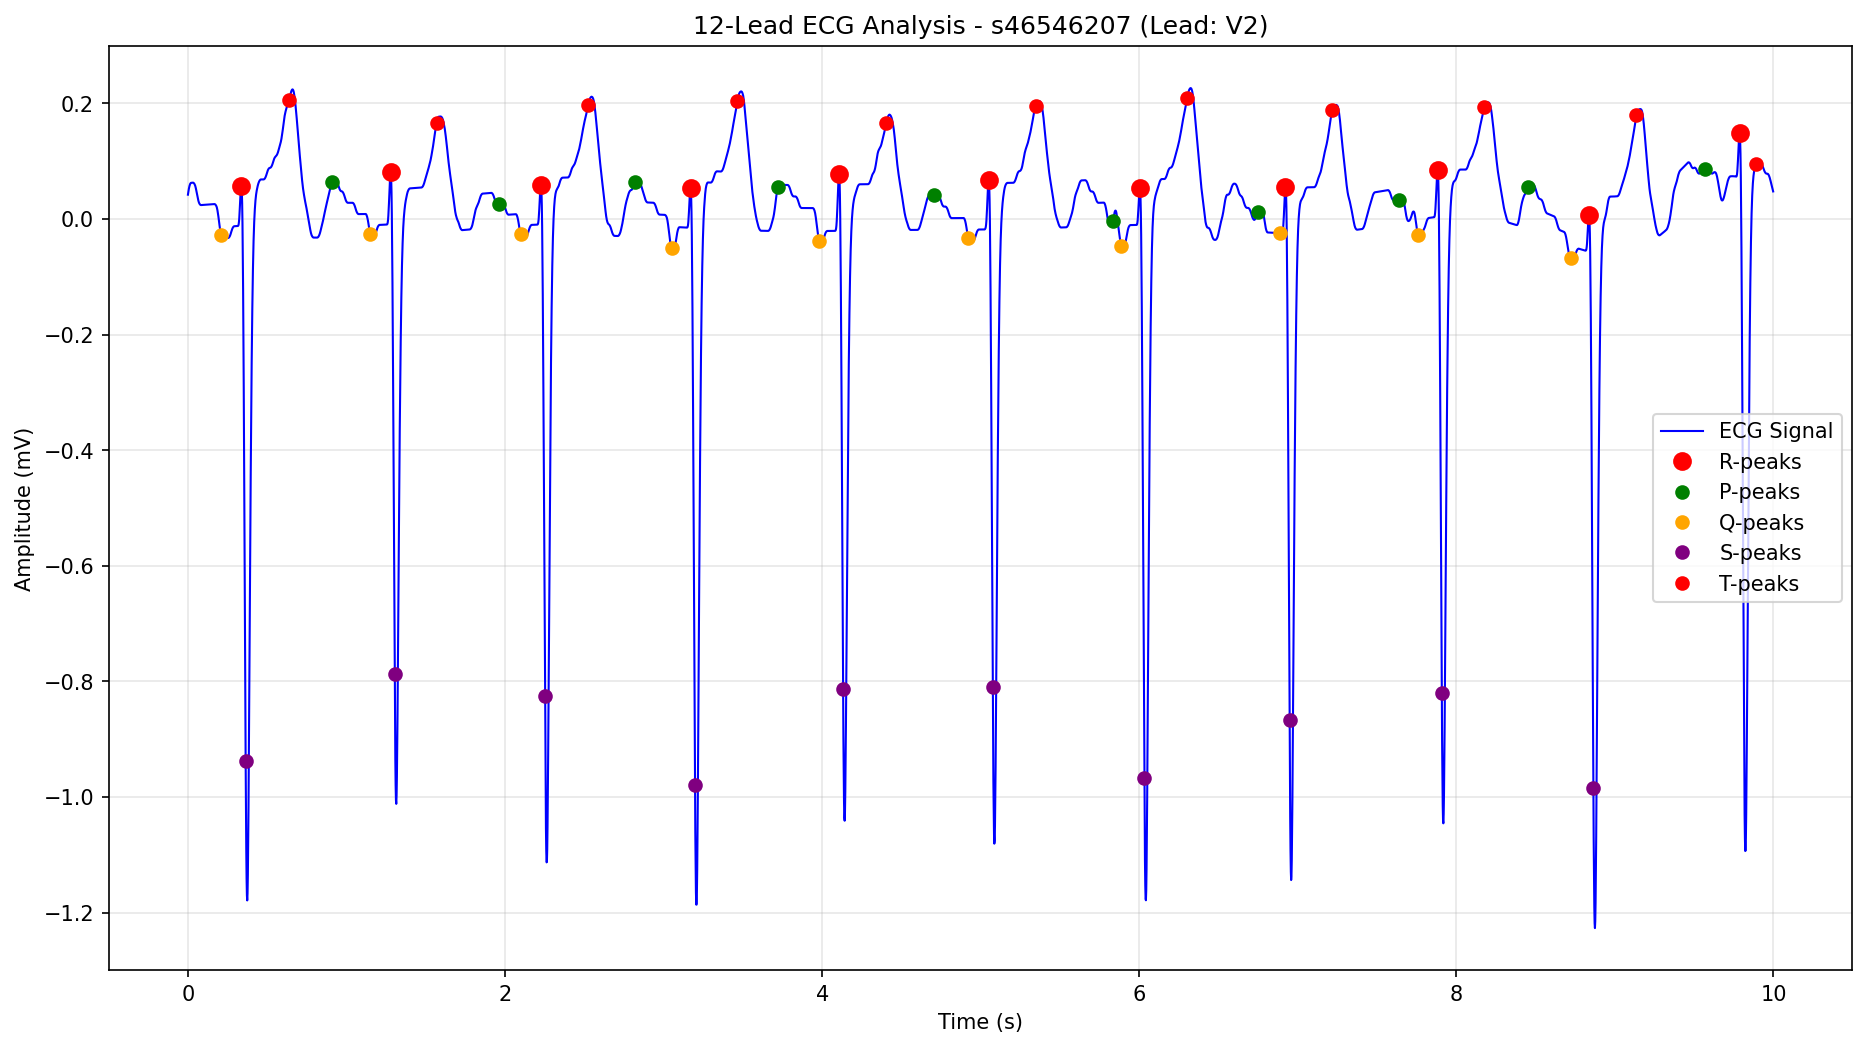 12-Lead ECG Analysis - s46546207 (Lead: V2)
0.2
0.0
−0.2
−0.4
−0.6
−0.8
−1.0
−1.2
Amplitude (mV)
ECG Signal
R-peaks
P-peaks
Q-peaks
S-peaks
T-peaks
0 2 4 6 8 10
Time (s)